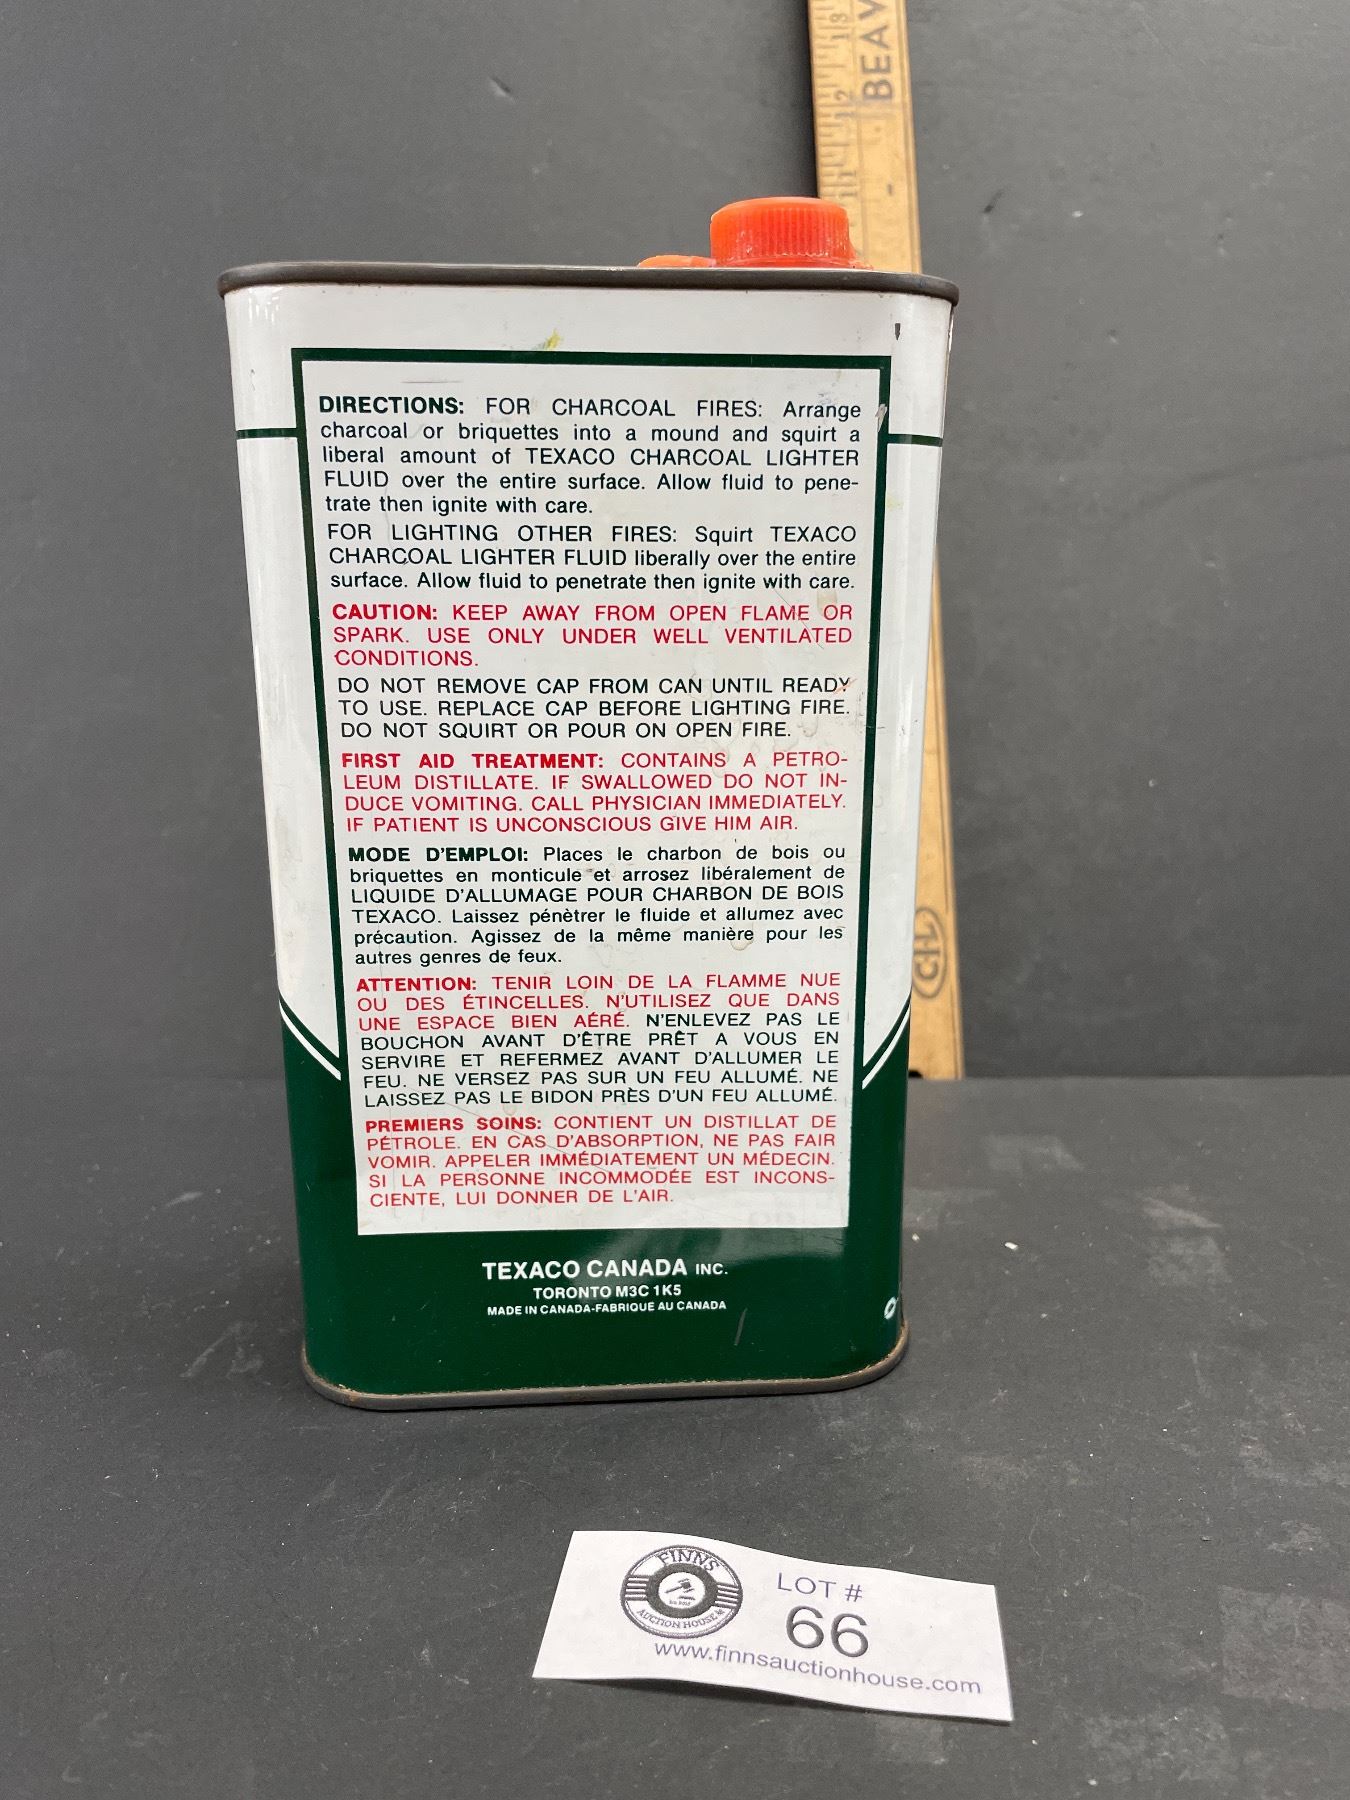 BEAV
13
12
11
DIRECTIONS: FOR CHARCOAL FIRES: Arrange
charcoal or briquettes into a mound and squirt a
liberal amount of TEXACO CHARCOAL LIGHTER
FLUID over the entire surface. Allow fluid to pene-
trate then ignite with care.
FOR LIGHTING OTHER FIRES: Squirt TEXACO
CHARCOAL LIGHTER FLUID liberally over the entire
surface. Allow fluid to penetrate then ignite with care.
CAUTION: KEEP AWAY FROM OPEN FLAME OR
SPARK. USE ONLY UNDER WELL VENTILATED
CONDITIONS.
DO NOT REMOVE CAP FROM CAN UNTIL READY
TO USE. REPLACE CAP BEFORE LIGHTING FIRE.
DO NOT SQUIRT OR POUR ON OPEN FIRE.
FIRST AID TREATMENT: CONTAINS A PETRO-
LEUM DISTILLATE. IF SWALLOWED DO NOT IN-
DUCE VOMITING. CALL PHYSICIAN IMMEDIATELY.
IF PATIENT IS UNCONSCIOUS GIVE HIM AIR.
MODE D'EMPLOI: Places le charbon de bois ou
briquettes en monticule et arrosez libéralement de
LIQUIDE D'ALLUMAGE POUR CHARBON DE BOIS
TEXACO. Laissez pénètrer le fluide et allumez avec
précaution. Agissez de la même manière pour les
autres genres de feux.
ATTENTION: TENIR LOIN DE LA FLAMME NUE
OU DES ÉTINCELLES. N'UTILISEZ QUE DANS
UNE ESPACE BIEN AÉRÉ. N'ENLEVEZ PAS LE
BOUCHON AVANT D'ÊTRE PRÊT A VOUS EN
SERVIRE ET REFERMEZ AVANT D'ALLUMER LE
FEU. NE VERSEZ PAS SUR UN FEU ALLUMÉ. NE
LAISSEZ PAS LE BIDON PRÈS D'UN FEU ALLUMÉ.
PREMIERS SOINS: CONTIENT UN DISTILLAT DE
PÉTROLE. EN CAS D'ABSORPTION, NE PAS FAIR
VOMIR. APPELER IMMÉDIATEMENT UN MÉDECIN.
SI LA PERSONNE INCOMMODÉE EST INCONS-
CIENTE, LUI DONNER DE L'AIR.
TEXACO CANADA INC.
TORONTO M3C 1K5
MADE IN CANADA-FABRIQUE AU CANADA
C-I-L
FINNS
AUCTION HOUSE
LOT #
66
www.finnsauctionhouse.com